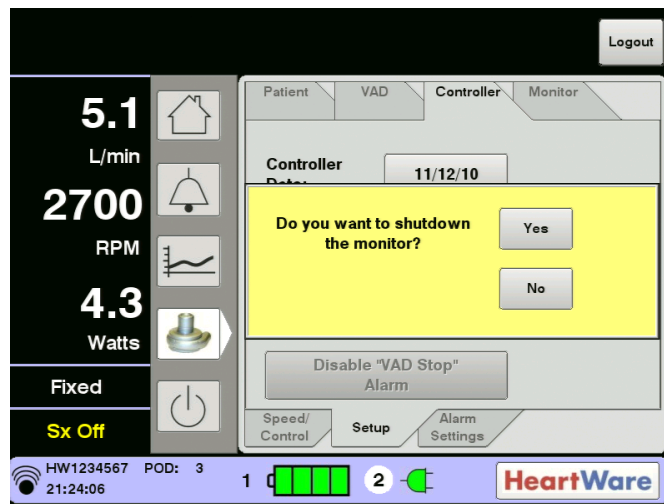 Logout
5.1
L/min
2700
RPM
4.3
Watts
Fixed
Sx Off
Patient VAD Controller Monitor
Controller 11/12/10
Date:
Do you want to shutdown
the monitor?
Yes
No
Disable "VAD Stop"
Alarm
Speed/
Control
Setup
Alarm
Settings
HW1234567 POD: 3
21:24:06
1 2
HeartWare